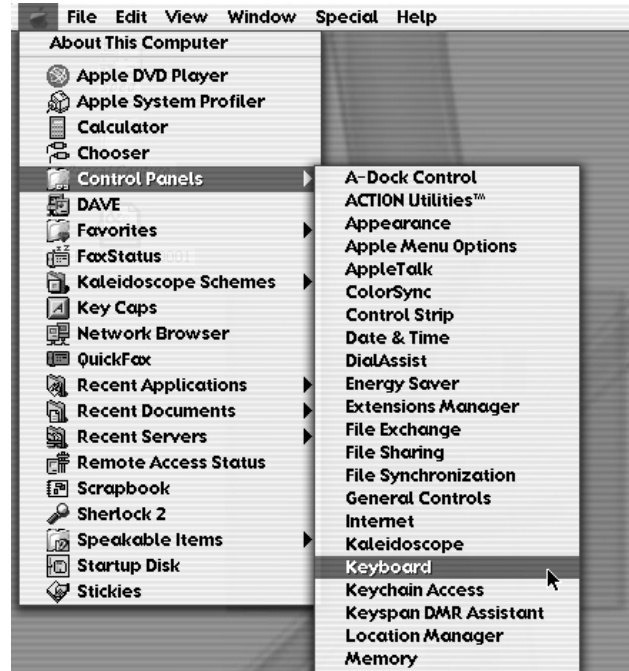 File Edit View Window Special Help
About This Computer
Apple DVD Player
Apple System Profiler
Calculator
Chooser
Control Panels
DAVE
Favorites
FaxStatus
Kaleidoscope Schemes
Key Caps
Network Browser
QuickFax
Recent Applications
Recent Documents
Recent Servers
Remote Access Status
Scrapbook
Sherlock 2
Speakable Items
Startup Disk
Stickies
A-Dock Control
ACTION Utilities™
Appearance
Apple Menu Options
AppleTalk
ColorSync
Control Strip
Date & Time
DialAssist
Energy Saver
Extensions Manager
File Exchange
File Sharing
File Synchronization
General Controls
Internet
Kaleidoscope
Keyboard
Keychain Access
Keyspan DMR Assistant
Location Manager
Memory